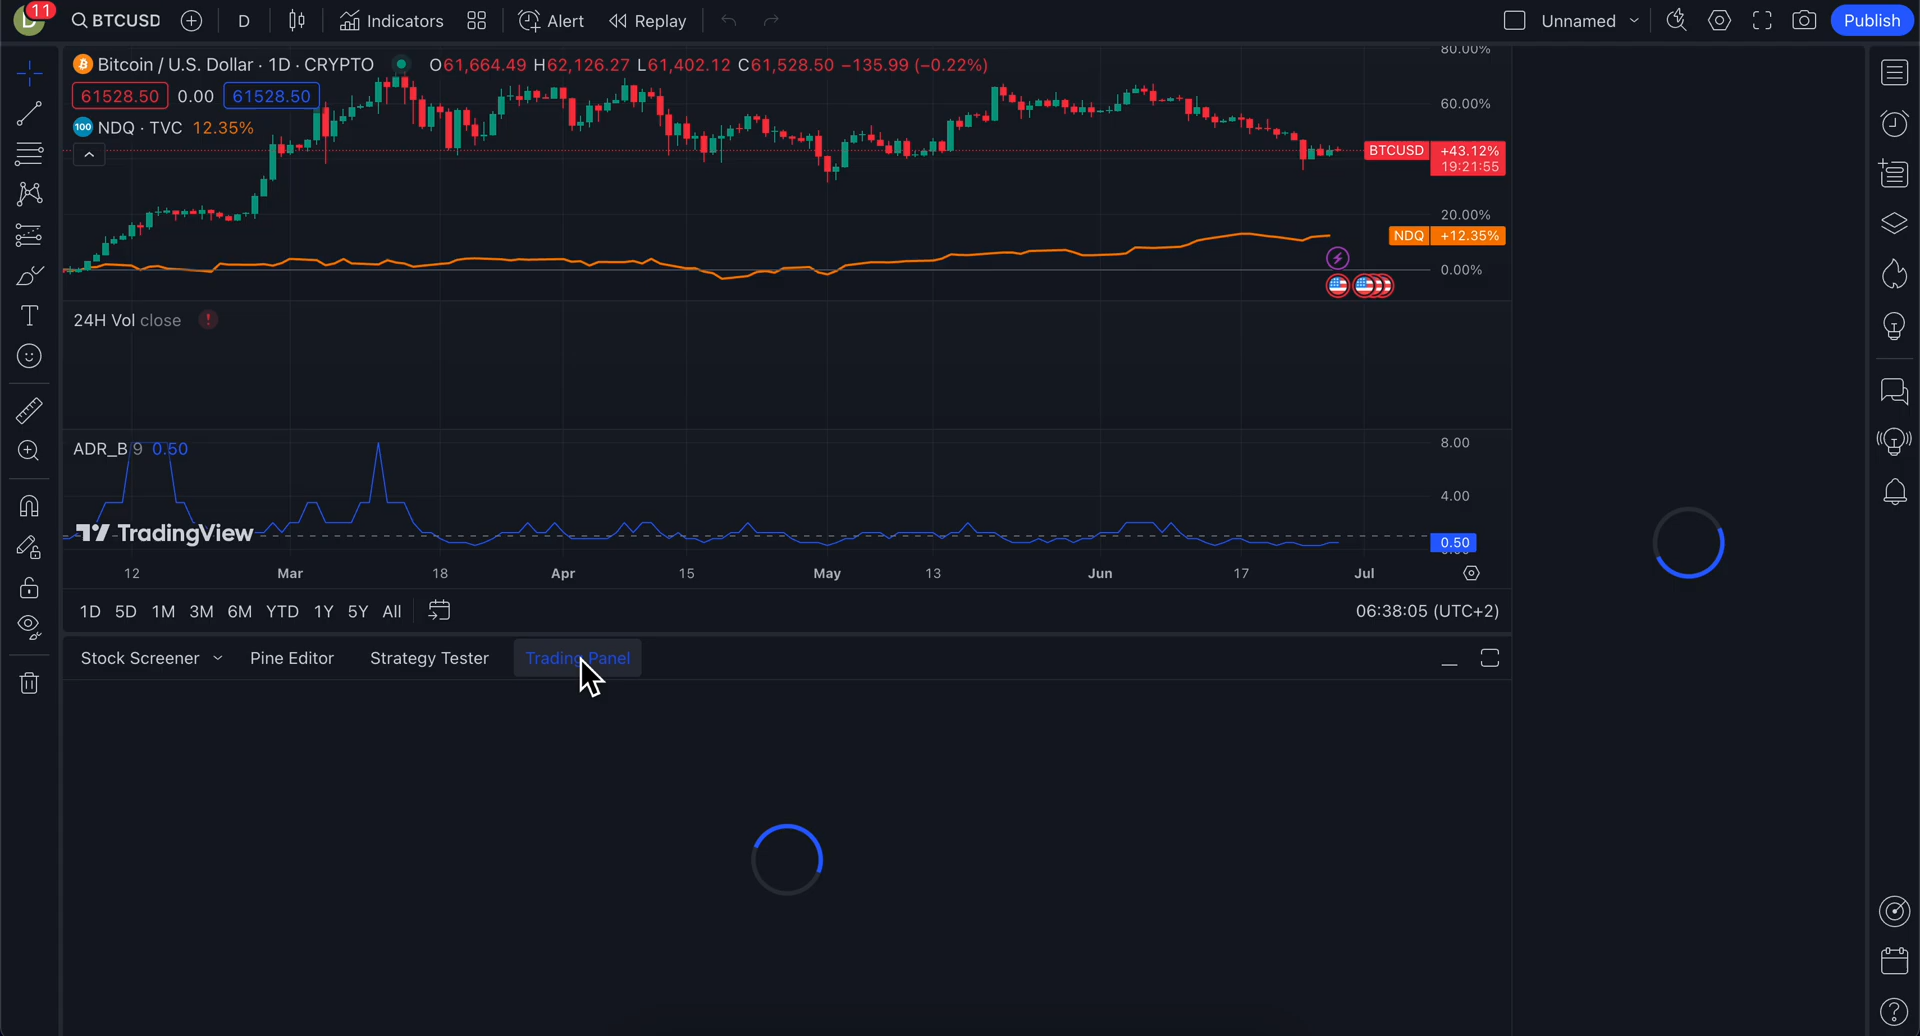 D 11 BTCUSD D Indicators Alert Replay Unnamed Publish
Bitcoin / U.S. Dollar · 1D · CRYPTO O61,664.49 H62,126.27 L61,402.12 C61,528.50 −135.99 (−0.22%)
61528.50 0.00 61528.50
100 NDQ · TVC 12.35%
80.00%
60.00%
BTCUSD +43.12%
19:21:55
20.00%
NDQ +12.35%
0.00%
24H Vol close !
ADR_B 9 0.50
8.00
4.00
TradingView
0.50
12 Mar 18 Apr 15 May 13 Jun 17 Jul
1D 5D 1M 3M 6M YTD 1Y 5Y All 06:38:05 (UTC+2)
Stock Screener Pine Editor Strategy Tester Trading Panel